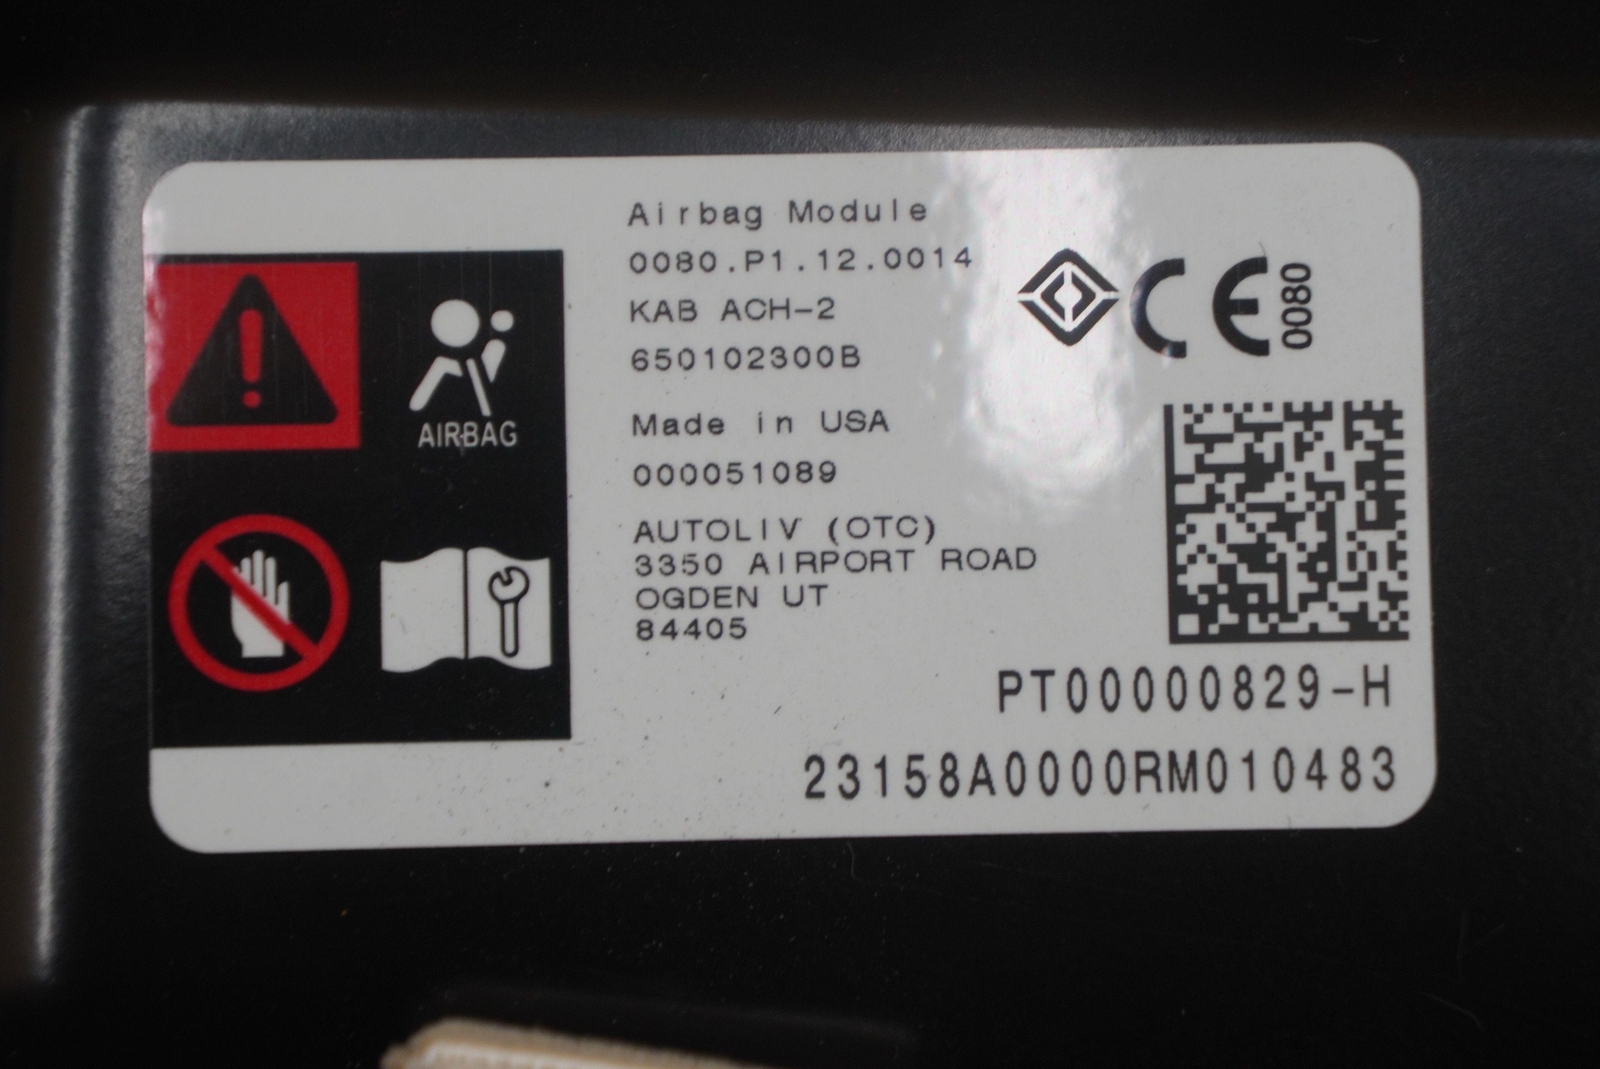 Airbag Module
0080.P1.12.0014
KAB ACH-2
650102300B
CE 0080
AIRBAG
Made in USA
000051089
AUTOLIV (OTC)
3350 AIRPORT ROAD
OGDEN UT
84405
PT00000829-H
23158A0000RM010483